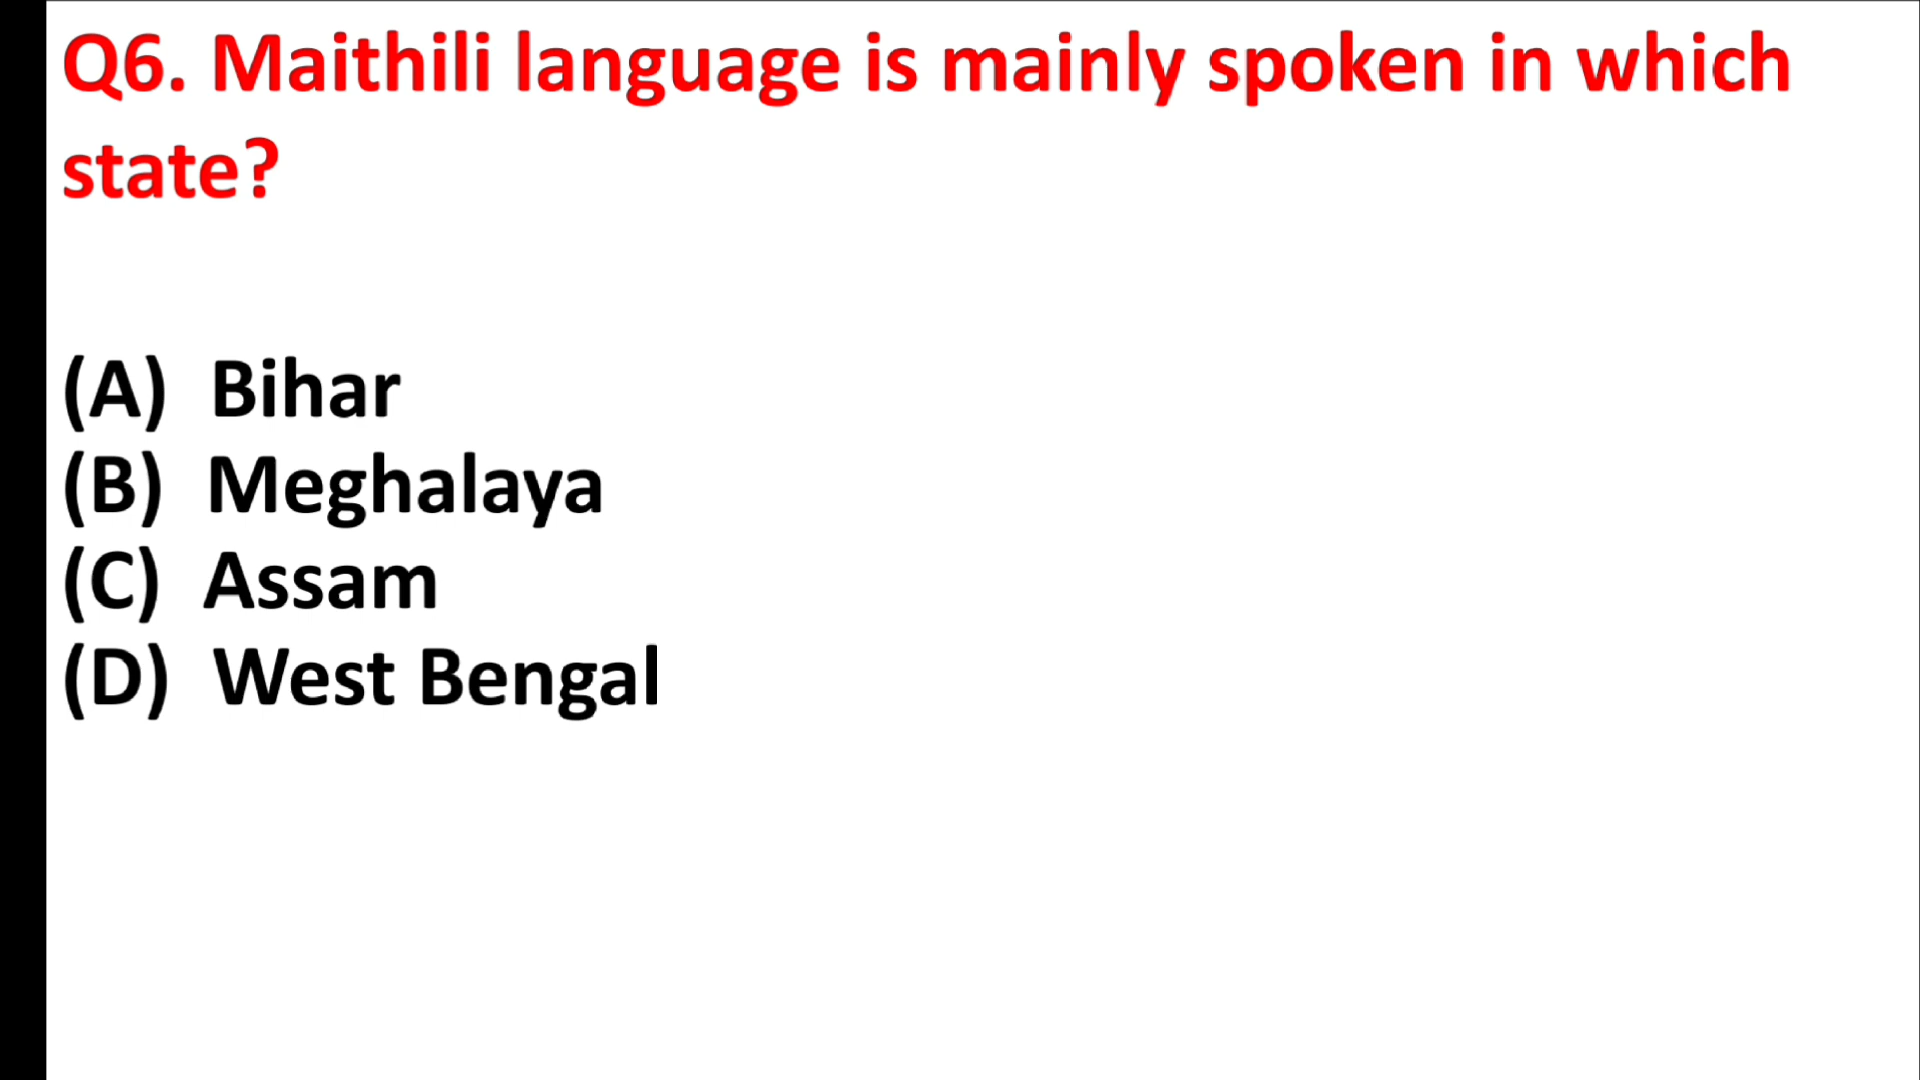 Q6. Maithili language is mainly spoken in which
state?
(A) Bihar
(B) Meghalaya
(C) Assam
(D) West Bengal